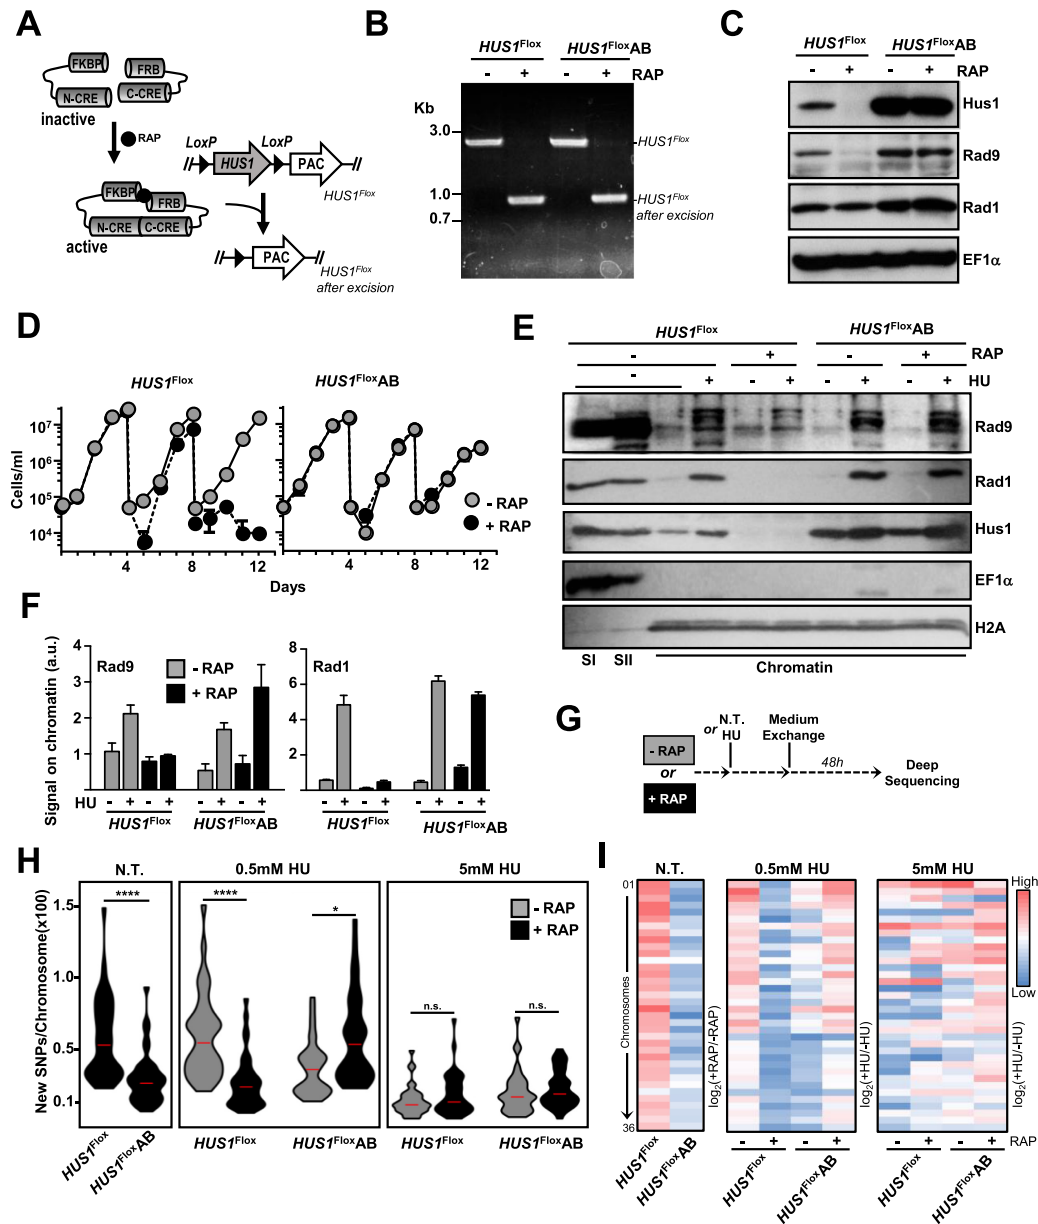 A
FKBP
FRB
N-CRE
C-CRE
inactive
RAP
LoxP
LoxP
HUS1
PAC
HUS1Flox
FKBP
FRB
N-CRE
C-CRE
active
PAC
HUS1Flox
after excision
B
HUS1Flox
HUS1FloxAB
- + - + RAP
Kb
3.0
1.0
0.7
-HUS1Flox
-HUS1Flox
after excision
C
HUS1Flox
HUS1FloxAB
- + - + RAP
Hus1
Rad9
Rad1
EF1α
D
HUS1Flox
HUS1FloxAB
Cells/ml
10⁷
10⁶
10⁵
10⁴
4 8 12
4 8 12
Days
- RAP
+ RAP
E
HUS1Flox
HUS1FloxAB
- + - + RAP
- + - + - + - + HU
Rad9
Rad1
Hus1
EF1α
H2A
SI SII Chromatin
F
Signal on chromatin (a.u.)
Rad9
- RAP
+ RAP
4
3
2
1
HU - + - + - + - +
HUS1Flox
HUS1FloxAB
Rad1
6
4
2
- + - + - + - +
HUS1Flox
HUS1FloxAB
G
- RAP
or
+ RAP
or N.T.
HU
Medium
Exchange
48h
Deep
Sequencing
H
N.T.
0.5mM HU
5mM HU
New SNPs/Chromosome(x100)
1.5
1.0
0.5
0.1
****
****
*
n.s.
n.s.
- RAP
+ RAP
HUS1Flox
HUS1FloxAB
HUS1Flox
HUS1FloxAB
HUS1Flox
HUS1FloxAB
I
N.T.
0.5mM HU
5mM HU
01
Chromosomes
36
log₂(+RAP/-RAP)
log₂(+HU/-HU)
log₂(+HU/-HU)
High
Low
- + - +
- + - + RAP
HUS1Flox
HUS1FloxAB
HUS1Flox
HUS1FloxAB
HUS1Flox
HUS1FloxAB